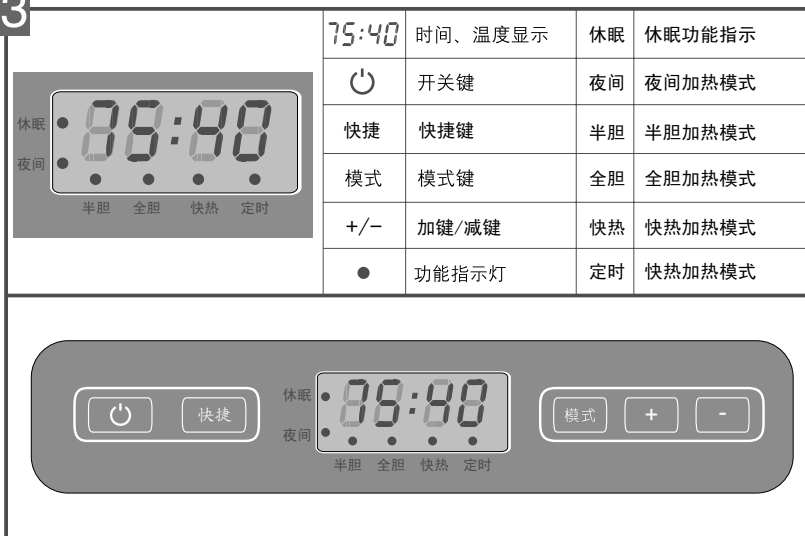 3
75:40 时间、温度显示 休眠 休眠功能指示
开关键 夜间 夜间加热模式
快捷 快捷键 半胆 半胆加热模式
模式 模式键 全胆 全胆加热模式
+/− 加键/减键 快热 快热加热模式
● 功能指示灯 定时 快热加热模式
休眠 75:40
夜间
半胆 全胆 快热 定时
休眠 75:40
快捷 模式 + -
夜间
半胆 全胆 快热 定时